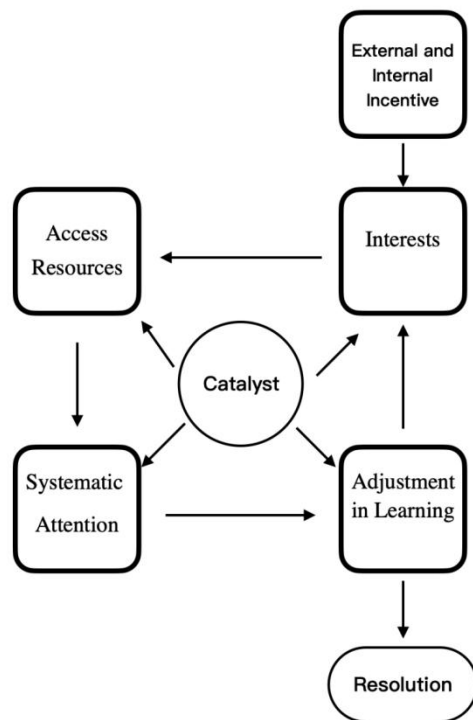 External and
Internal
Incentive
Access
Resources
Interests
Catalyst
Systematic
Attention
Adjustment
in Learning
Resolution